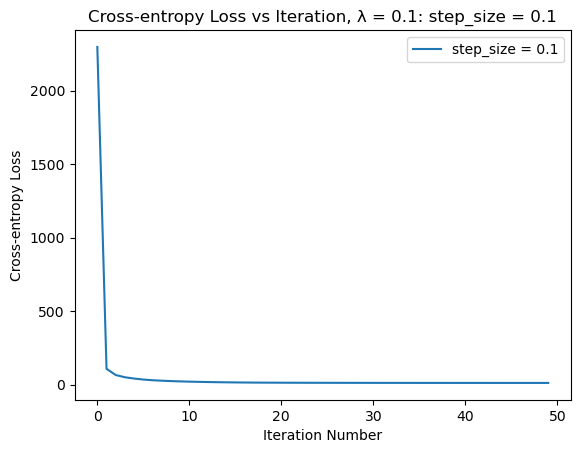 Cross-entropy Loss vs Iteration, λ = 0.1: step_size = 0.1
step_size = 0.1
Cross-entropy Loss
2000
1500
1000
500
0
0 10 20 30 40 50
Iteration Number